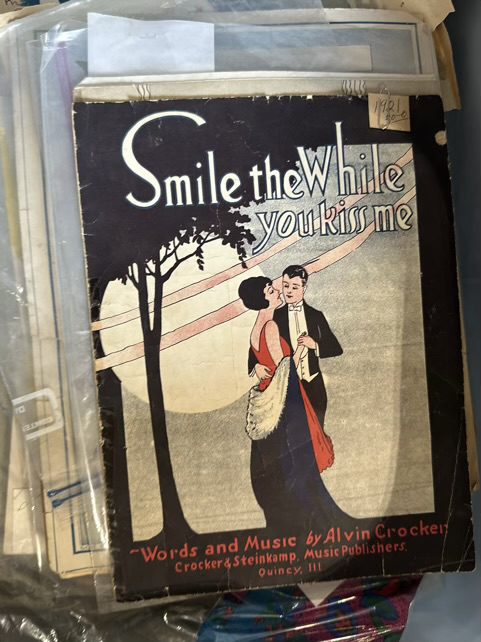 1921
Smile the While
you kiss me
~Words and Music by Alvin Crocker
Crocker & Steinkamp, Music Publishers.
Quincy, Ill